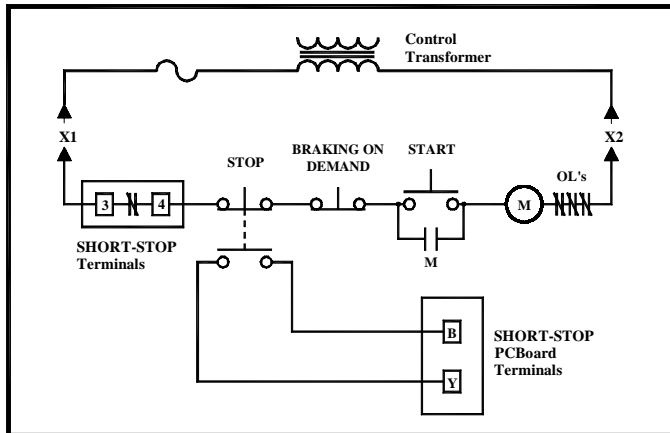 Control
Transformer
X1
X2
STOP
BRAKING ON
DEMAND
START
OL's
3
4
M
SHORT-STOP
Terminals
M
B
SHORT-STOP
PCBoard
Terminals
Y